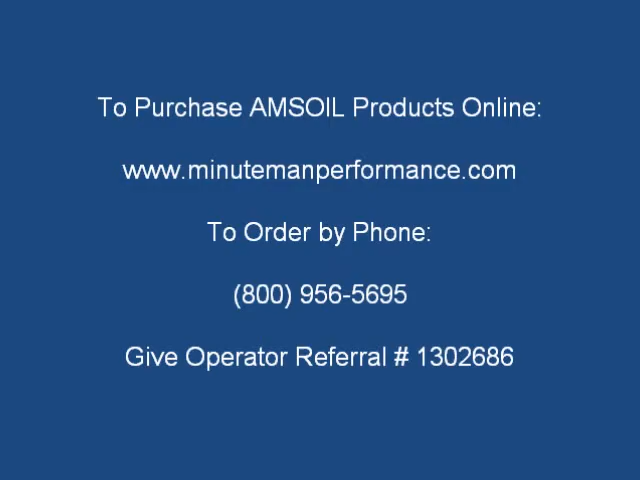 To Purchase AMSOIL Products Online:
www.minutemanperformance.com
To Order by Phone:
(800) 956-5695
Give Operator Referral # 1302686